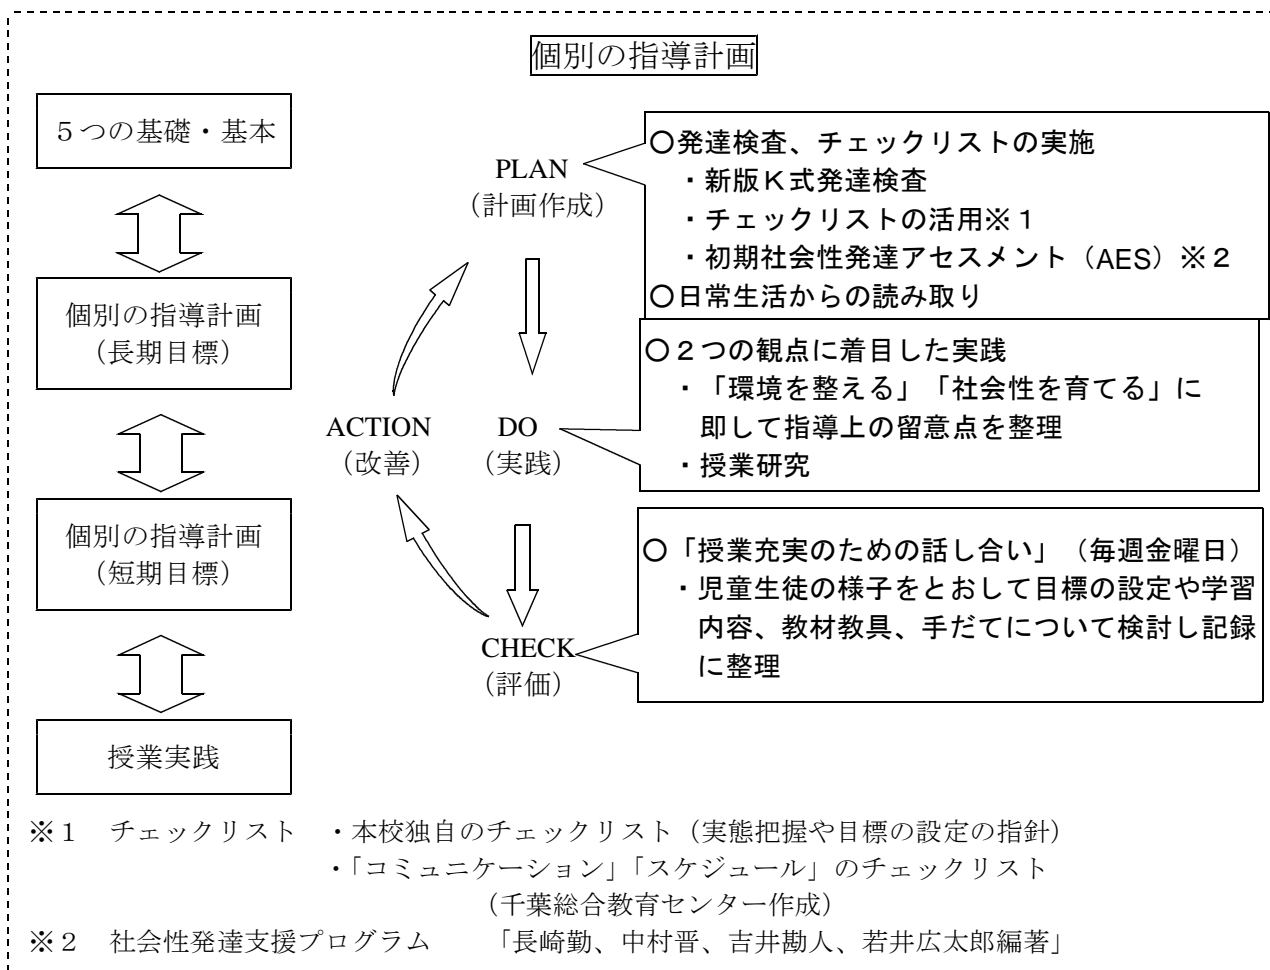 個別の指導計画
５つの基礎・基本
個別の指導計画
（長期目標）
個別の指導計画
（短期目標）
授業実践
PLAN
（計画作成）
ACTION
（改善）
DO
（実践）
CHECK
（評価）
〇発達検査、チェックリストの実施
・新版Ｋ式発達検査
・チェックリストの活用※１
・初期社会性発達アセスメント（AES）※２
〇日常生活からの読み取り
〇２つの観点に着目した実践
・「環境を整える」「社会性を育てる」に
即して指導上の留意点を整理
・授業研究
〇「授業充実のための話し合い」（毎週金曜日）
・児童生徒の様子をとおして目標の設定や学習
内容、教材教具、手だてについて検討し記録
に整理
※１　チェックリスト　・本校独自のチェックリスト（実態把握や目標の設定の指針）
・「コミュニケーション」「スケジュール」のチェックリスト
（千葉総合教育センター作成）
※２　社会性発達支援プログラム　「長崎勤、中村晋、吉井勘人、若井広太郎編著」